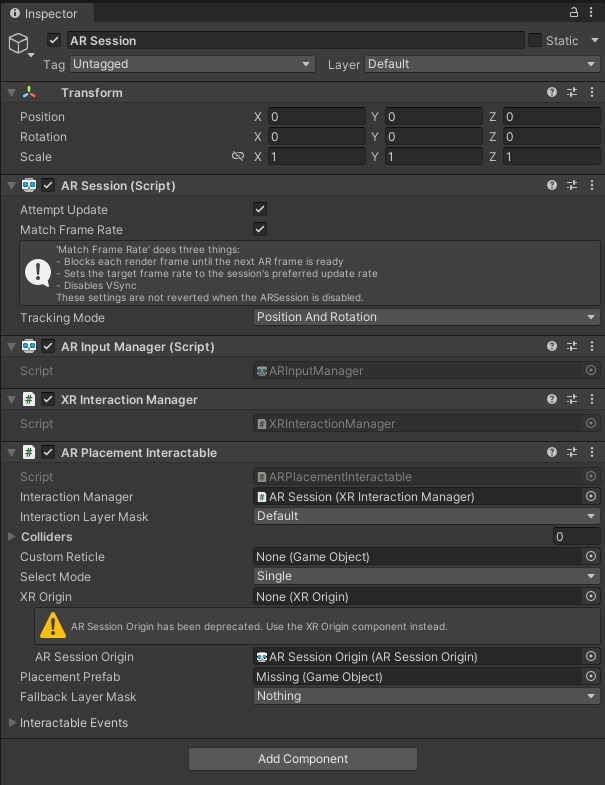 Inspector
AR Session
Static
Tag Untagged Layer Default
Transform
Position X 0 Y 0 Z 0
Rotation X 0 Y 0 Z 0
Scale X 1 Y 1 Z 1
AR Session (Script)
Attempt Update
Match Frame Rate
'Match Frame Rate' does three things:
- Blocks each render frame until the next AR frame is ready
- Sets the target frame rate to the session's preferred update rate
- Disables VSync
These settings are not reverted when the ARSession is disabled.
Tracking Mode Position And Rotation
AR Input Manager (Script)
Script ARInputManager
XR Interaction Manager
Script XRInteractionManager
AR Placement Interactable
Script ARPlacementInteractable
Interaction Manager AR Session (XR Interaction Manager)
Interaction Layer Mask Default
Colliders 0
Custom Reticle None (Game Object)
Select Mode Single
XR Origin None (XR Origin)
AR Session Origin has been deprecated. Use the XR Origin component instead.
AR Session Origin AR Session Origin (AR Session Origin)
Placement Prefab Missing (Game Object)
Fallback Layer Mask Nothing
Interactable Events
Add Component